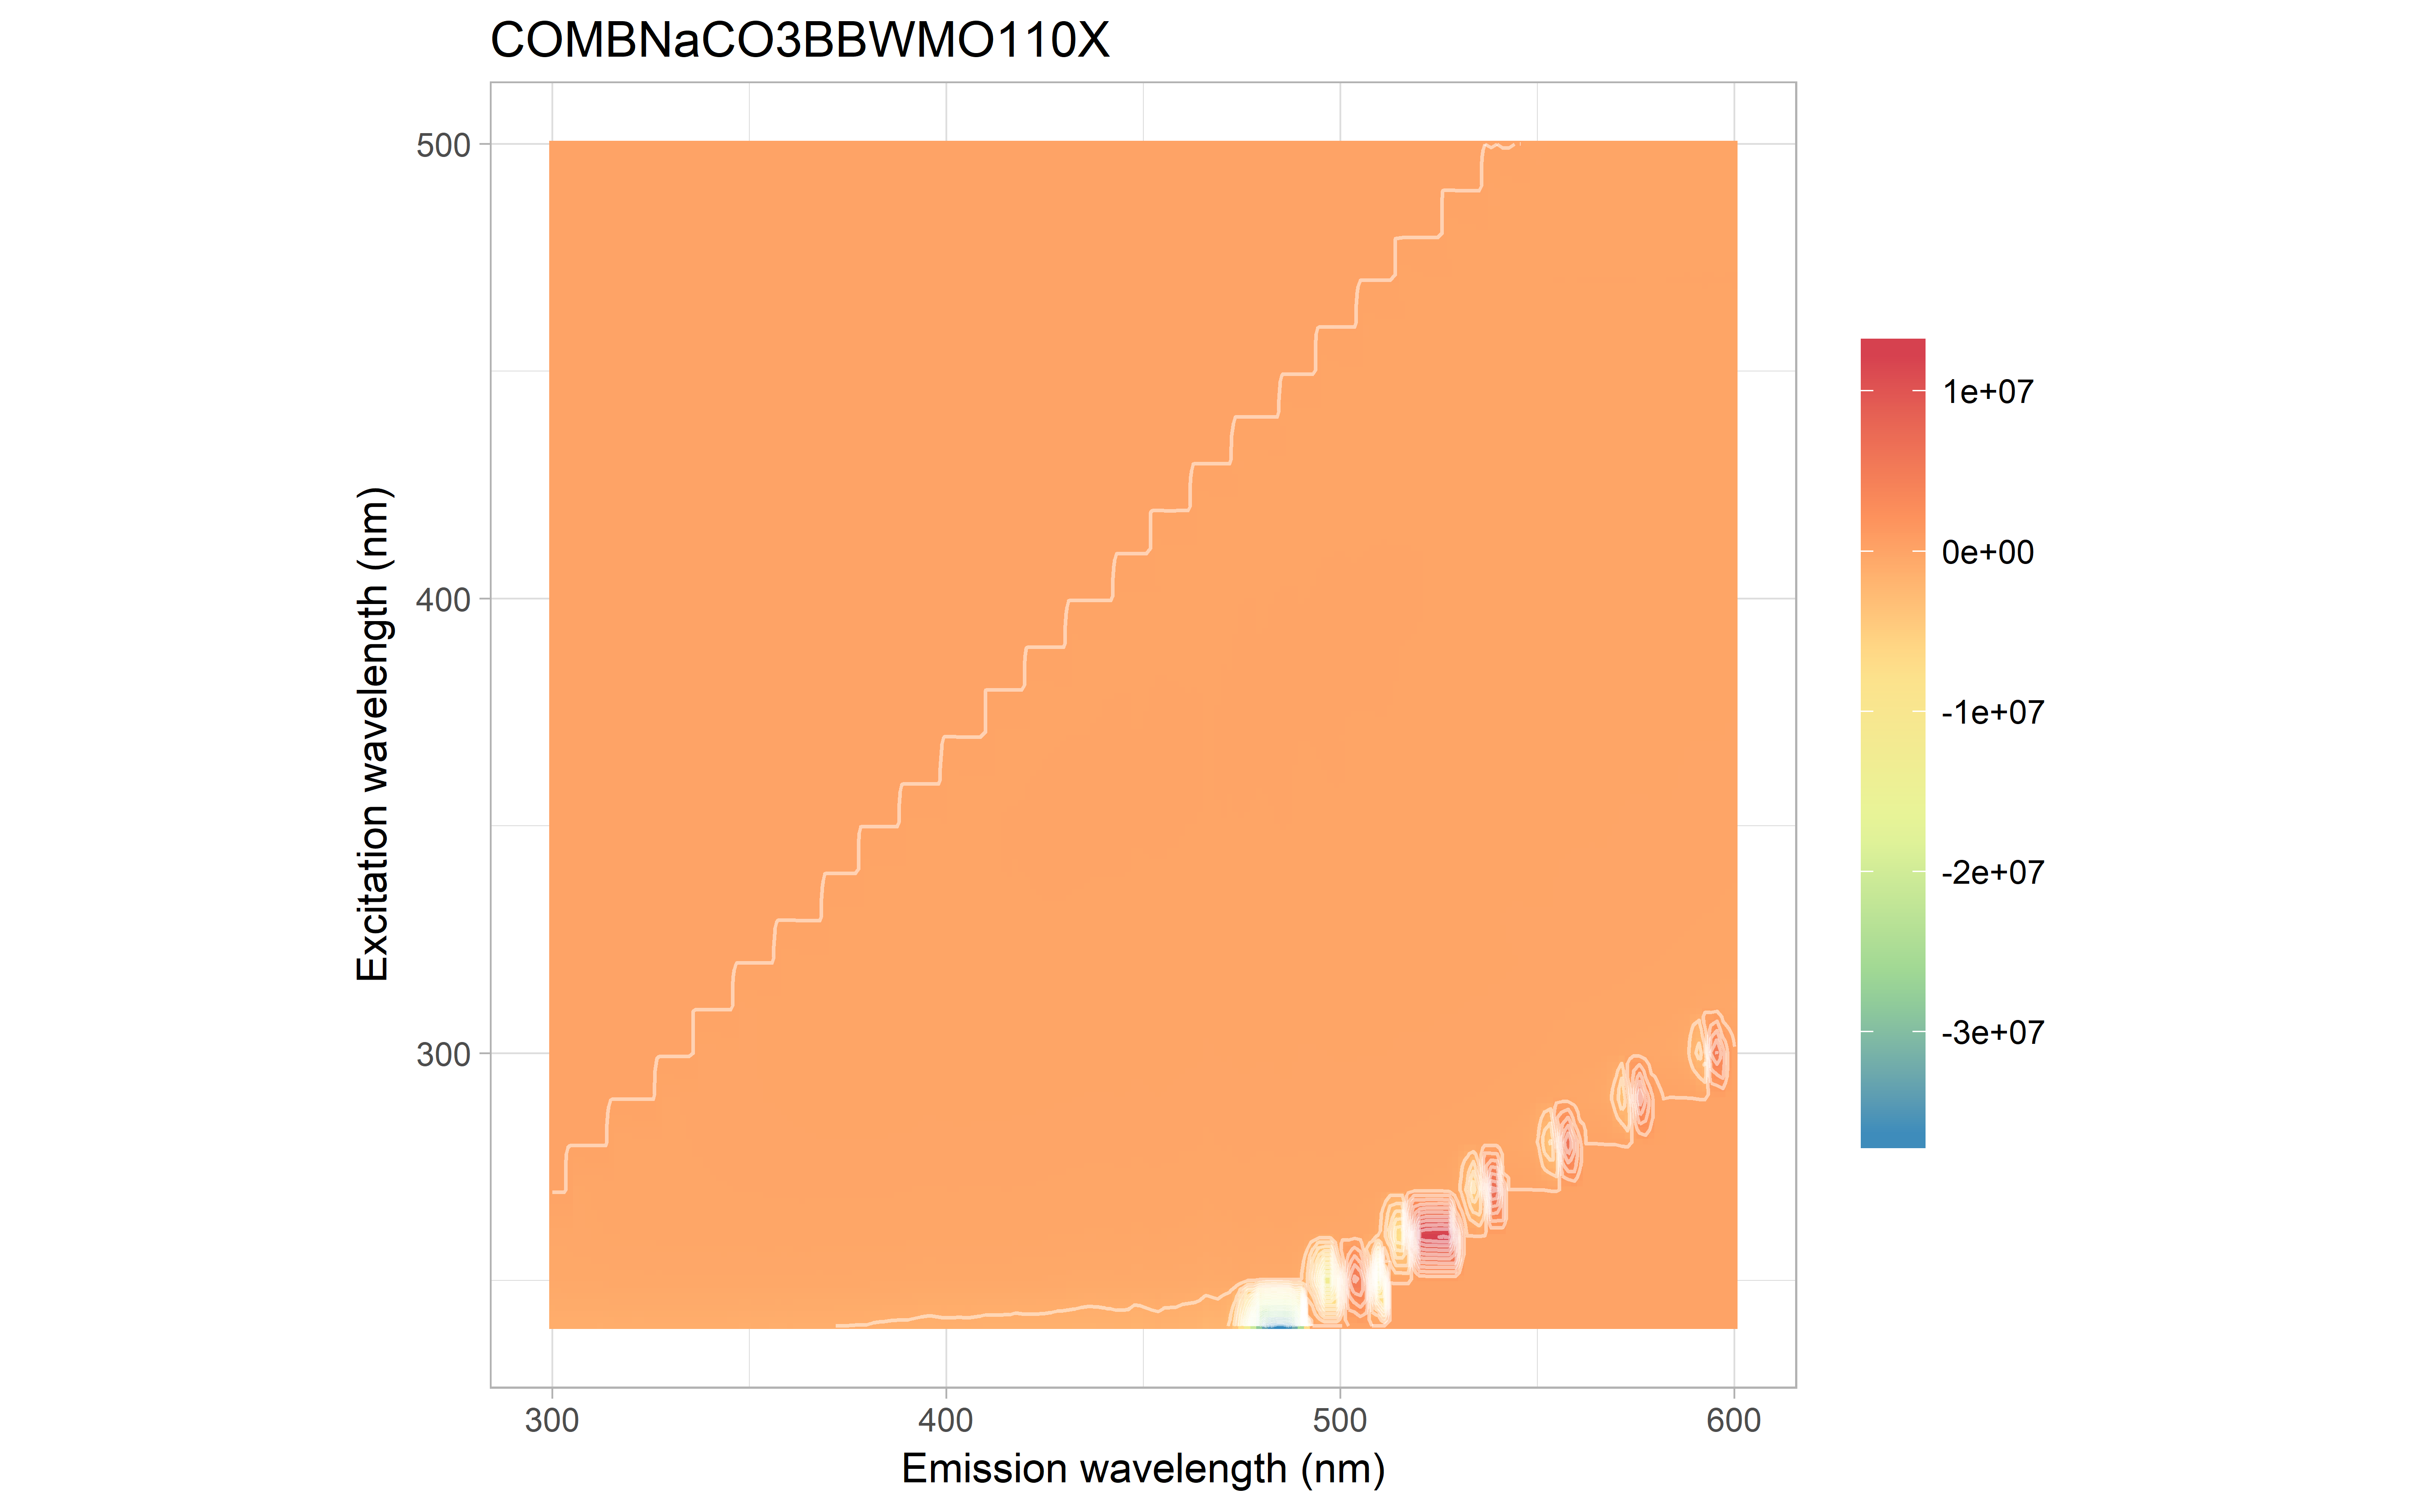 COMBNaCO3BBWMO110X
500
400
300
Excitation wavelength (nm)
300 400 500 600
Emission wavelength (nm)
1e+07
0e+00
-1e+07
-2e+07
-3e+07